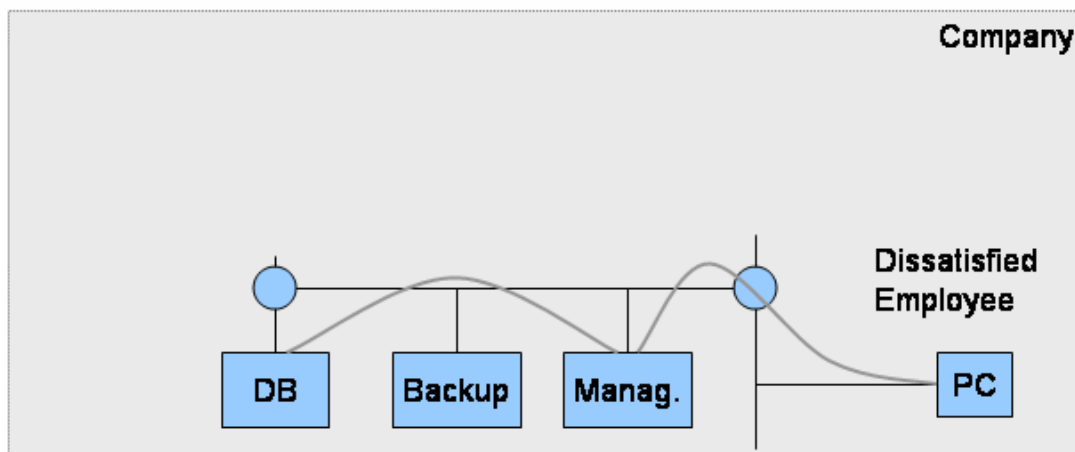 Company
Dissatisfied
Employee
DB
Backup
Manag.
PC